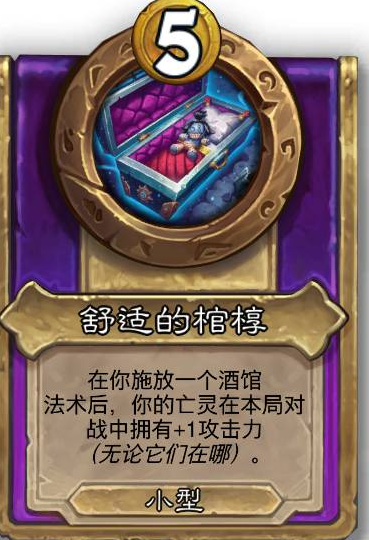 5
舒适的棺椁
在你施放一个酒馆
法术后，你的亡灵在本局对
战中拥有+1攻击力
（无论它们在哪）。
小型